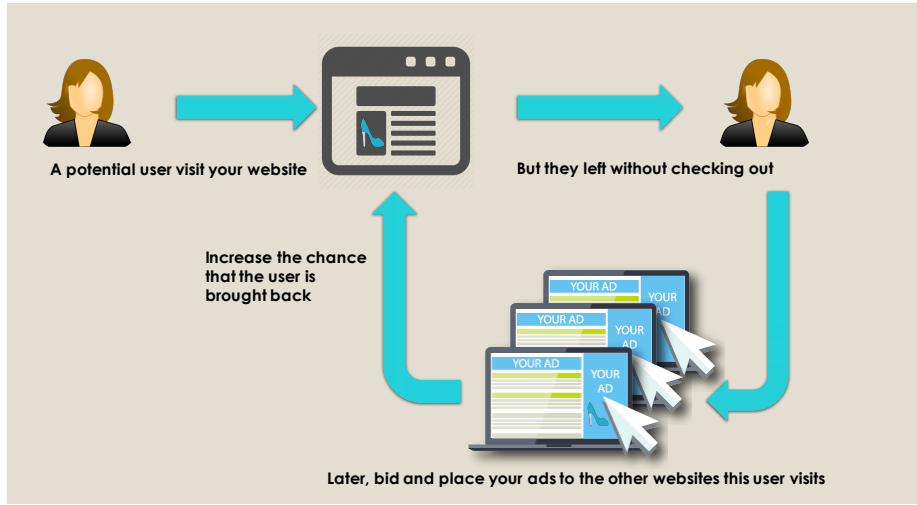 A potential user visit your website
But they left without checking out
Increase the chance
that the user is
brought back
YOUR AD
YOUR
AD
YOUR AD
YOUR
AD
YOUR AD
YOUR
AD
Later, bid and place your ads to the other websites this user visits